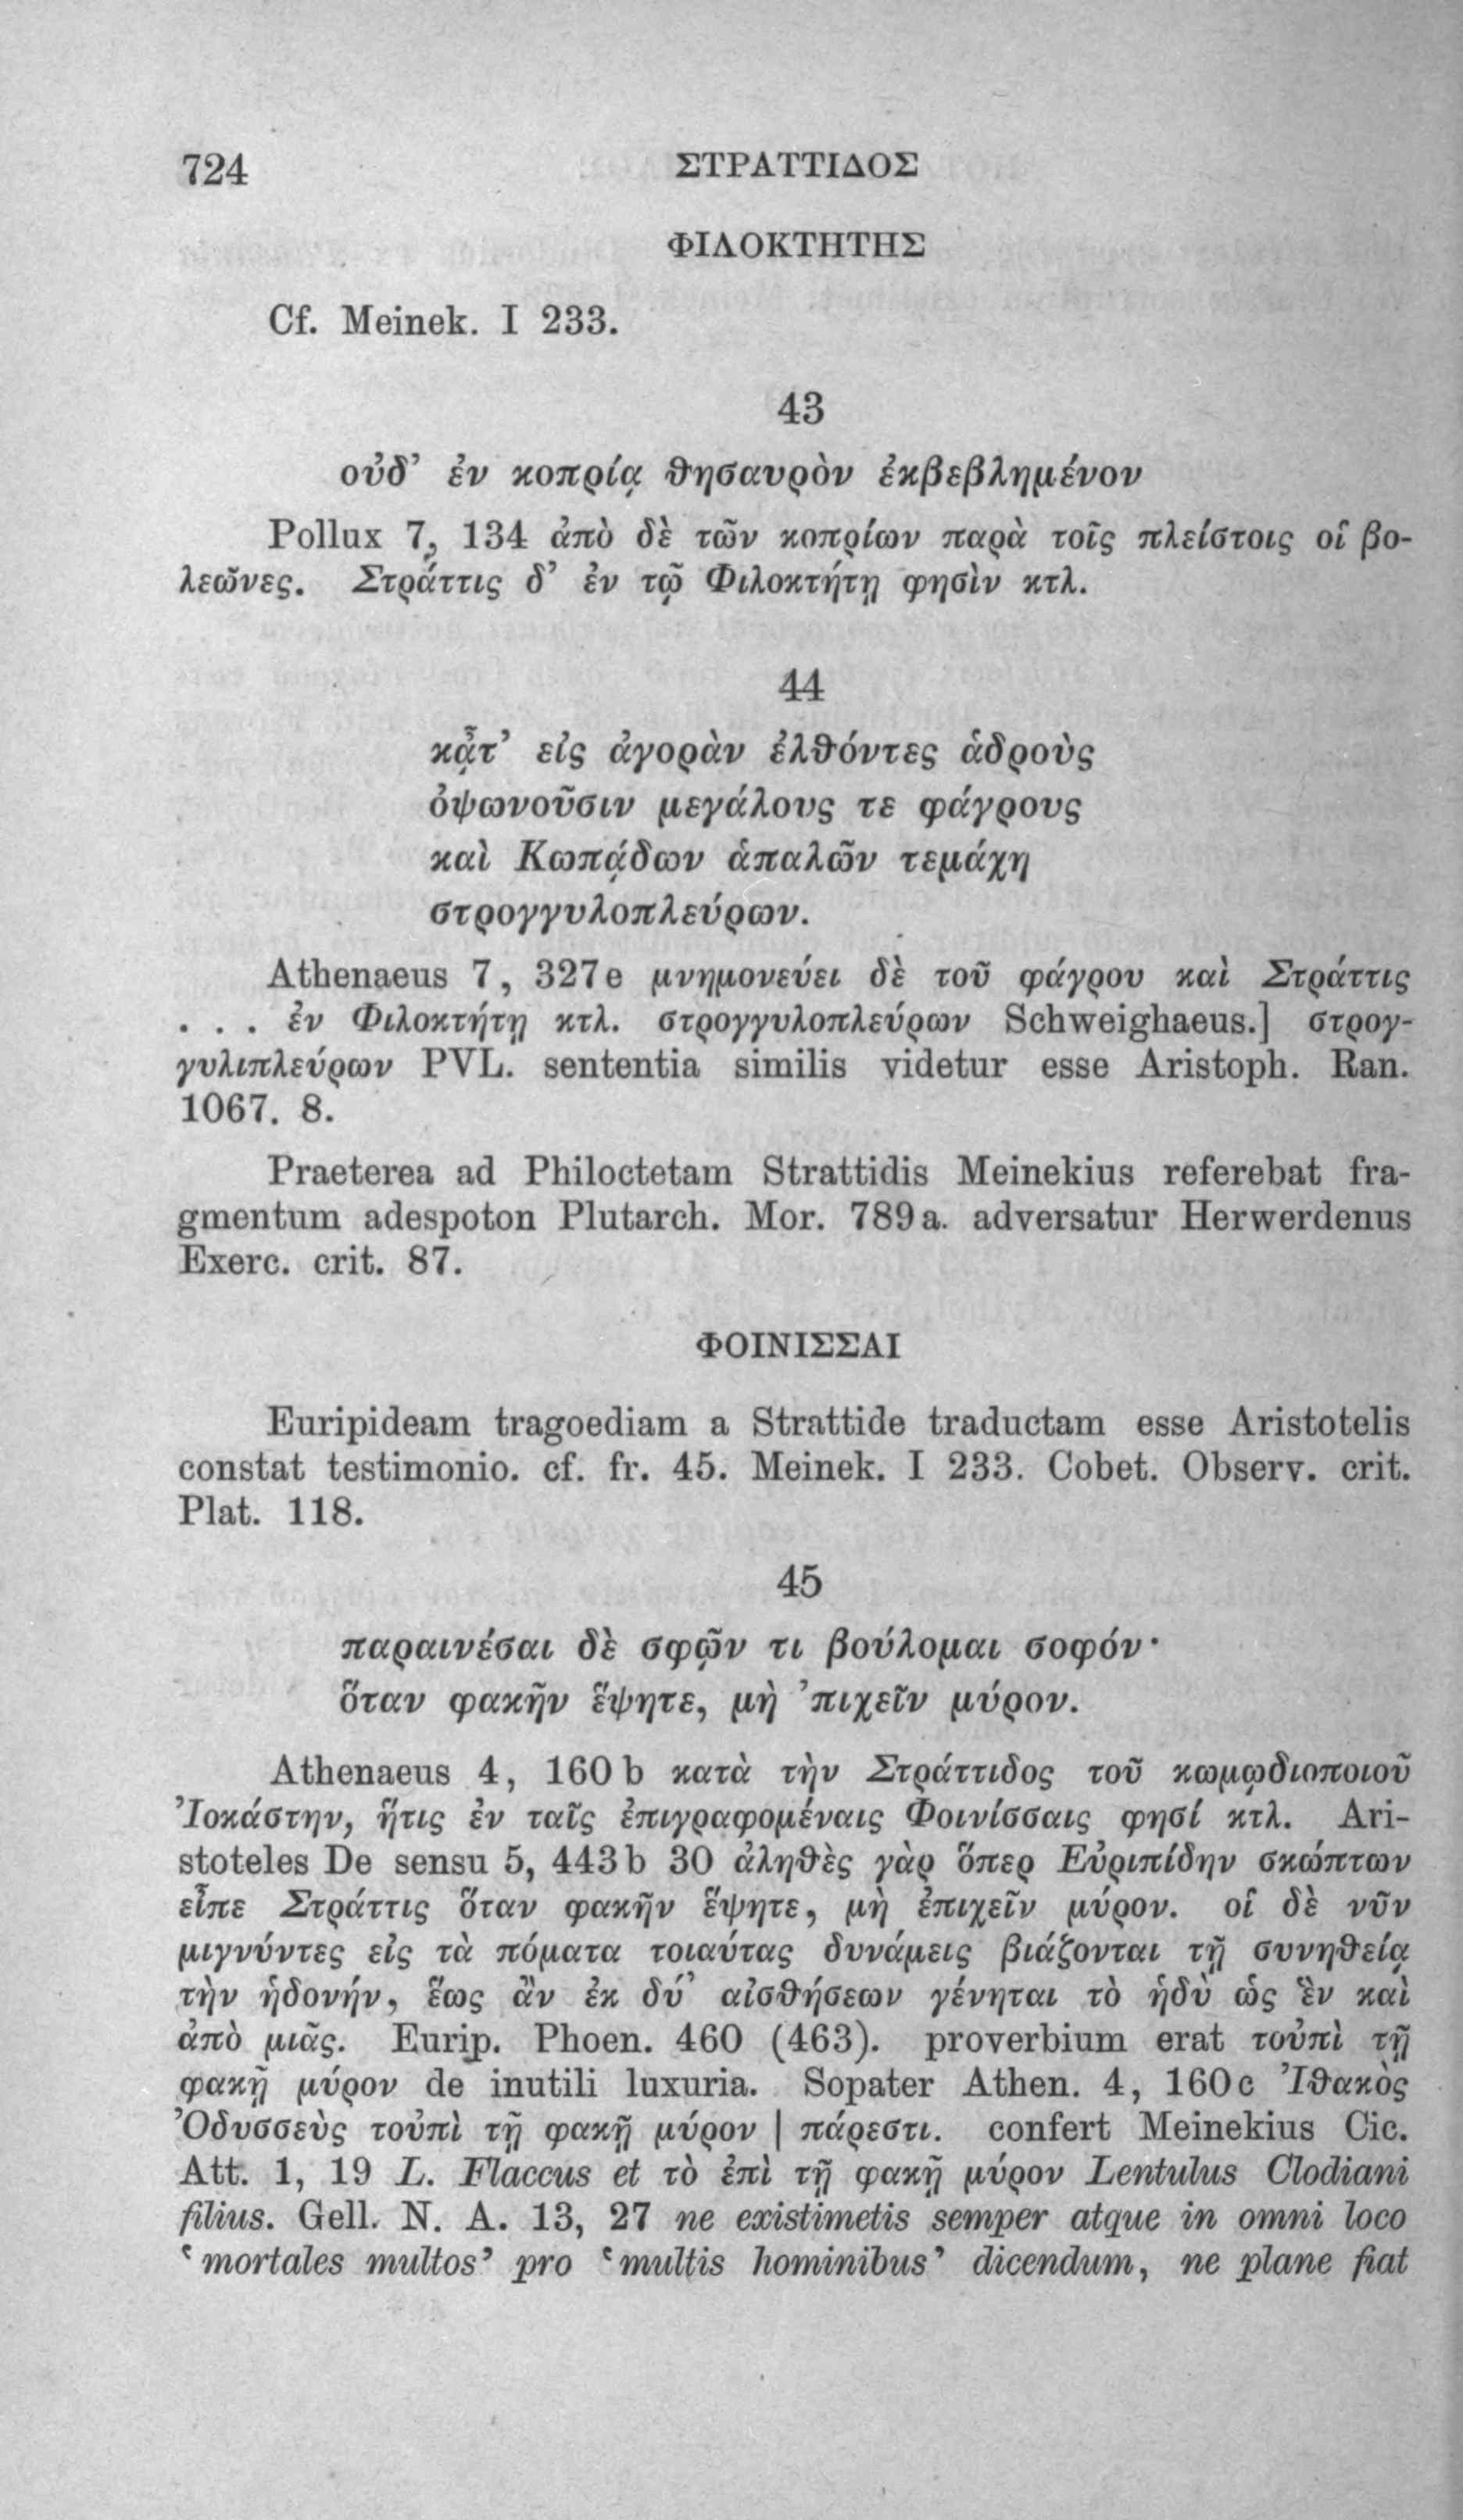 724 ΣΤΡΑΤΤΙΔΟΣ
ΦΙΛΟΚΤΗΤΗΣ
Cf. Meinek. I 233.
43
οὐδ’ ἐν κοπρίᾳ θησαυρὸν ἐκβεβλημένον
Pollux 7, 134 ἀπὸ δὲ τῶν κοπρίων παρὰ τοῖς πλείστοις οἱ βο-
λεῶνες. Στράττις δ’ ἐν τῷ Φιλοκτήτῃ φησὶν κτλ.
44
κᾆτ’ εἰς ἀγορὰν ἐλθόντες ἁδροὺς
ὀψωνοῦσιν μεγάλους τε φάγρους
καὶ Κωπᾴδων ἁπαλῶν τεμάχη
στρογγυλοπλεύρων.
Athenaeus 7, 327e μνημονεύει δὲ τοῦ φάγρου καὶ Στράττις
. . . ἐν Φιλοκτήτῃ κτλ. στρογγυλοπλεύρων Schweighaeus.] στρογ-
γυλιπλεύρων PVL. sententia similis videtur esse Aristoph. Ran.
1067. 8.
Praeterea ad Philoctetam Strattidis Meinekius referebat fra-
gmentum adespoton Plutarch. Mor. 789a. adversatur Herwerdenus
Exerc. crit. 87.
ΦΟΙΝΙΣΣΑΙ
Euripideam tragoediam a Strattide traductam esse Aristotelis
constat testimonio. cf. fr. 45. Meinek. I 233. Cobet. Observ. crit.
Plat. 118.
45
παραινέσαι δὲ σφῷν τι βούλομαι σοφόν·
ὅταν φακῆν ἕψητε, μὴ ’πιχεῖν μύρον.
Athenaeus 4, 160b κατὰ τὴν Στράττιδος τοῦ κωμῳδιοποιοῦ
Ἰοκάστην, ἥτις ἐν ταῖς ἐπιγραφομέναις Φοινίσσαις φησί κτλ. Ari-
stoteles De sensu 5, 443b 30 ἀληθὲς γὰρ ὅπερ Εὐριπίδην σκώπτων
εἶπε Στράττις ὅταν φακῆν ἕψητε, μὴ ἐπιχεῖν μύρον. οἱ δὲ νῦν
μιγνύντες εἰς τὰ πόματα τοιαύτας δυνάμεις βιάζονται τῇ συνηθείᾳ
τὴν ἡδονήν, ἕως ἂν ἐκ δύ’ αἰσθήσεων γένηται τὸ ἡδὺ ὡς ἓν καὶ
ἀπὸ μιᾶς. Eurip. Phoen. 460 (463). proverbium erat τοὐπὶ τῇ
φακῇ μύρον de inutili luxuria. Sopater Athen. 4, 160c Ἰθακὸς
Ὀδυσσεὺς τοὐπὶ τῇ φακῇ μύρον | πάρεστι. confert Meinekius Cic.
Att. 1, 19 L. Flaccus et τὸ ἐπὶ τῇ φακῇ μύρον Lentulus Clodiani
filius. Gell. N. A. 13, 27 ne existimetis semper atque in omni loco
‘mortales multos’ pro ‘multis hominibus’ dicendum, ne plane fiat